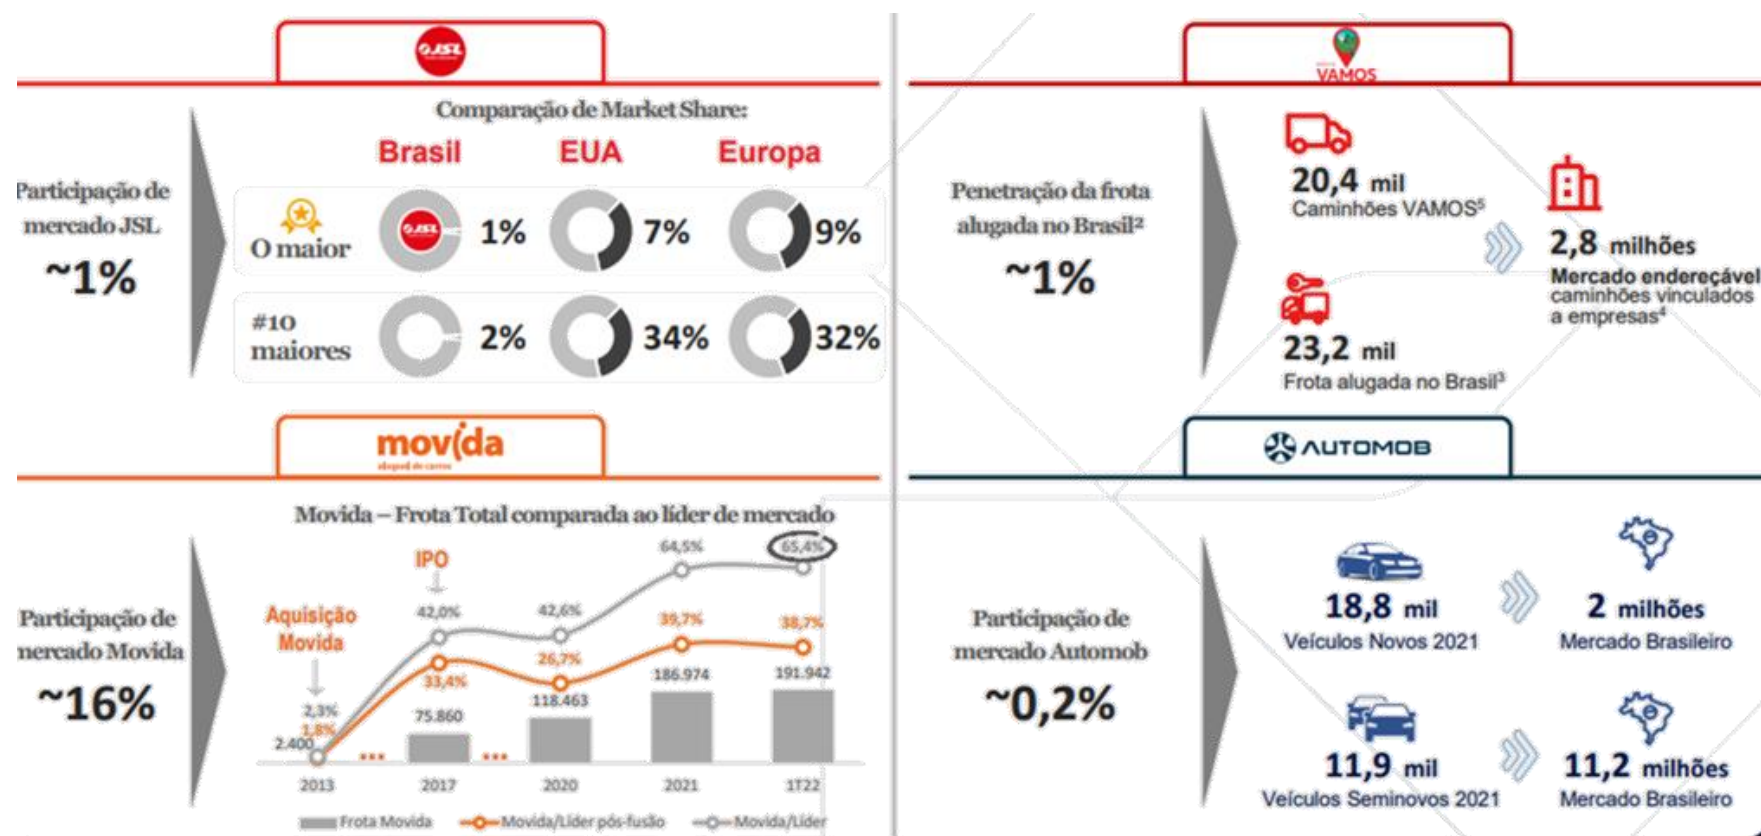 JSL
Comparação de Market Share:
Brasil
EUA
Europa
Participação de
mercado JSL
~1%
O maior
JSL
1%
7%
9%
#10
maiores
2%
34%
32%
VAMOS
Penetração da frota
alugada no Brasil²
~1%
20,4 mil
Caminhões VAMOS⁵
23,2 mil
Frota alugada no Brasil³
2,8 milhões
Mercado endereçável
caminhões vinculados
a empresas⁴
movida
aluguel de carros
Movida – Frota Total comparada ao líder de mercado
Participação de
mercado Movida
~16%
Aquisição
Movida
IPO
2,3%
42,0%
42,6%
64,5%
65,4%
1,8%
33,4%
26,7%
39,7%
38,7%
2.400
75.860
118.463
186.974
191.942
... ...
2013
2017
2020
2021
1T22
Frota Movida
Movida/Líder pós-fusão
Movida/Líder
AUTOMOB
Participação de
mercado Automob
~0,2%
18,8 mil
Veículos Novos 2021
2 milhões
Mercado Brasileiro
11,9 mil
Veículos Seminovos 2021
11,2 milhões
Mercado Brasileiro